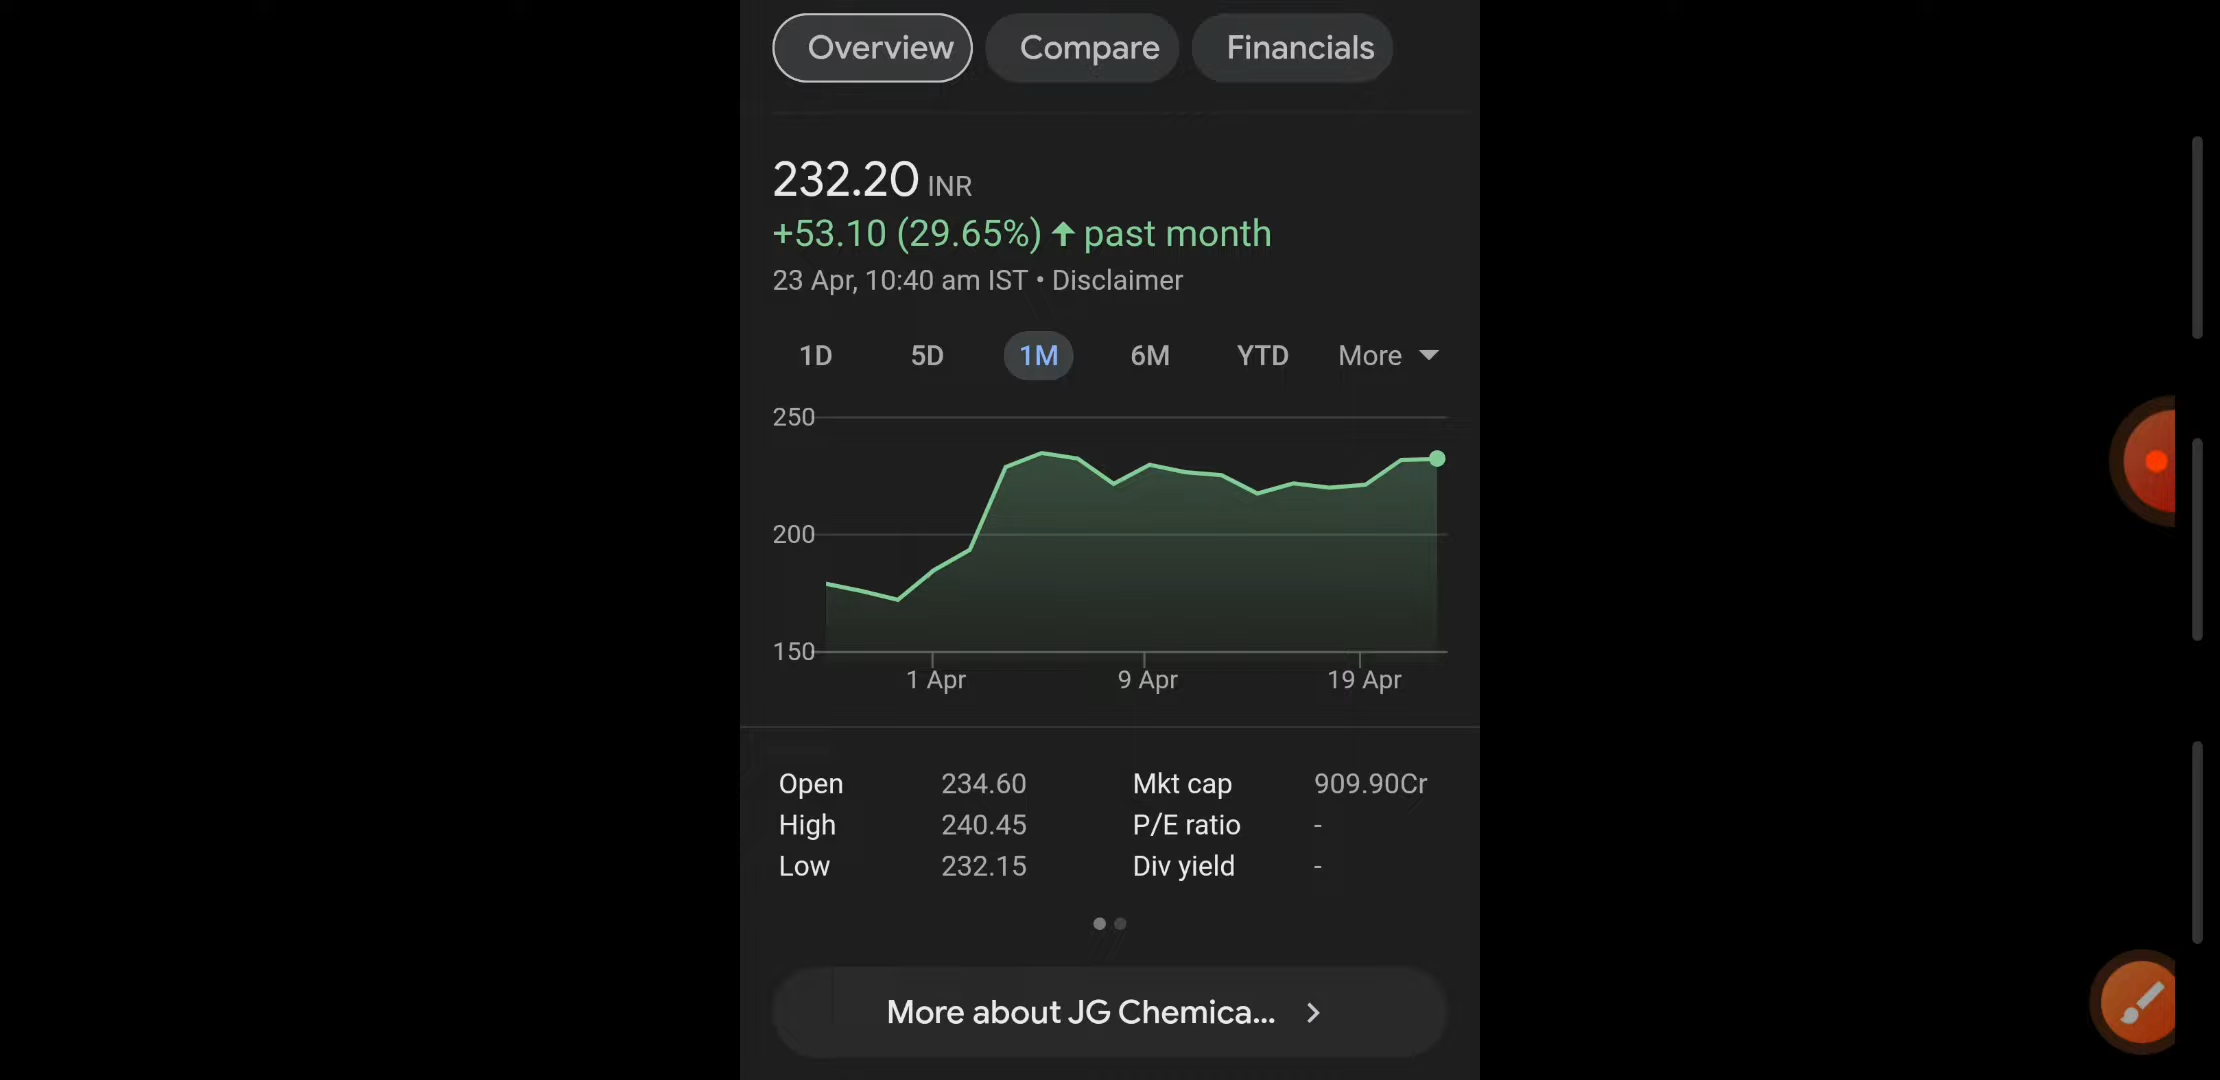 Overview Compare Financials
232.20 INR
+53.10 (29.65%) ↑ past month
23 Apr, 10:40 am IST • Disclaimer
1D 5D 1M 6M YTD More
250
200
150
1 Apr 9 Apr 19 Apr
Open 234.60 Mkt cap 909.90Cr
High 240.45 P/E ratio -
Low 232.15 Div yield -
More about JG Chemica...